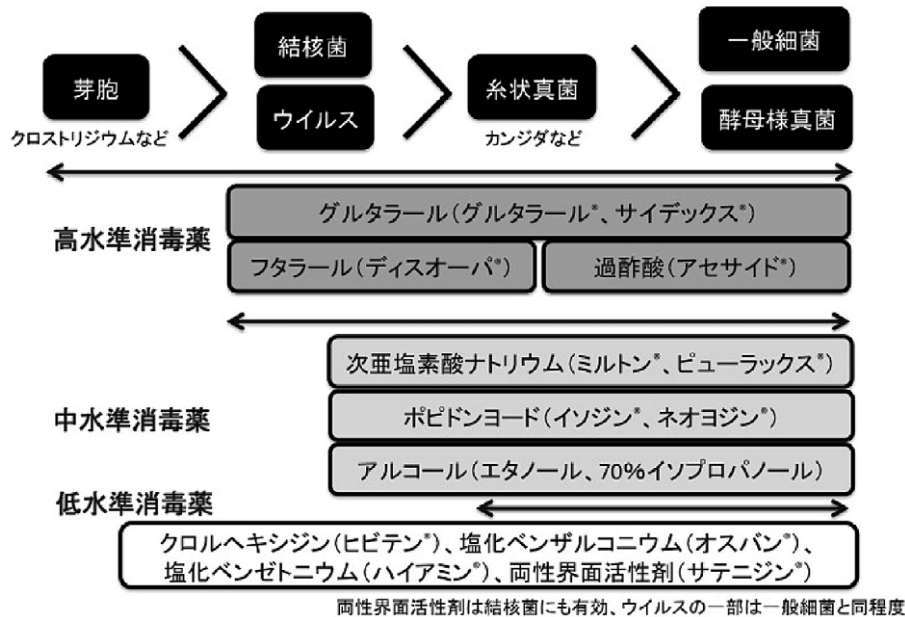 芽胞
クロストリジウムなど
結核菌
ウイルス
糸状真菌
カンジダなど
一般細菌
酵母様真菌
高水準消毒薬
グルタラール(グルタラール®、サイデックス®)
フタラール(ディスオーパ®)
過酢酸(アセサイド®)
中水準消毒薬
次亜塩素酸ナトリウム(ミルトン®、ピューラックス®)
ポピドンヨード(イソジン®、ネオヨジン®)
アルコール(エタノール、70%イソプロパノール)
低水準消毒薬
クロルヘキシジン(ヒビテン®)、塩化ベンザルコニウム(オスバン®)、
塩化ベンゼトニウム(ハイアミン®)、両性界面活性剤(サテニジン®)
両性界面活性剤は結核菌にも有効、ウイルスの一部は一般細菌と同程度